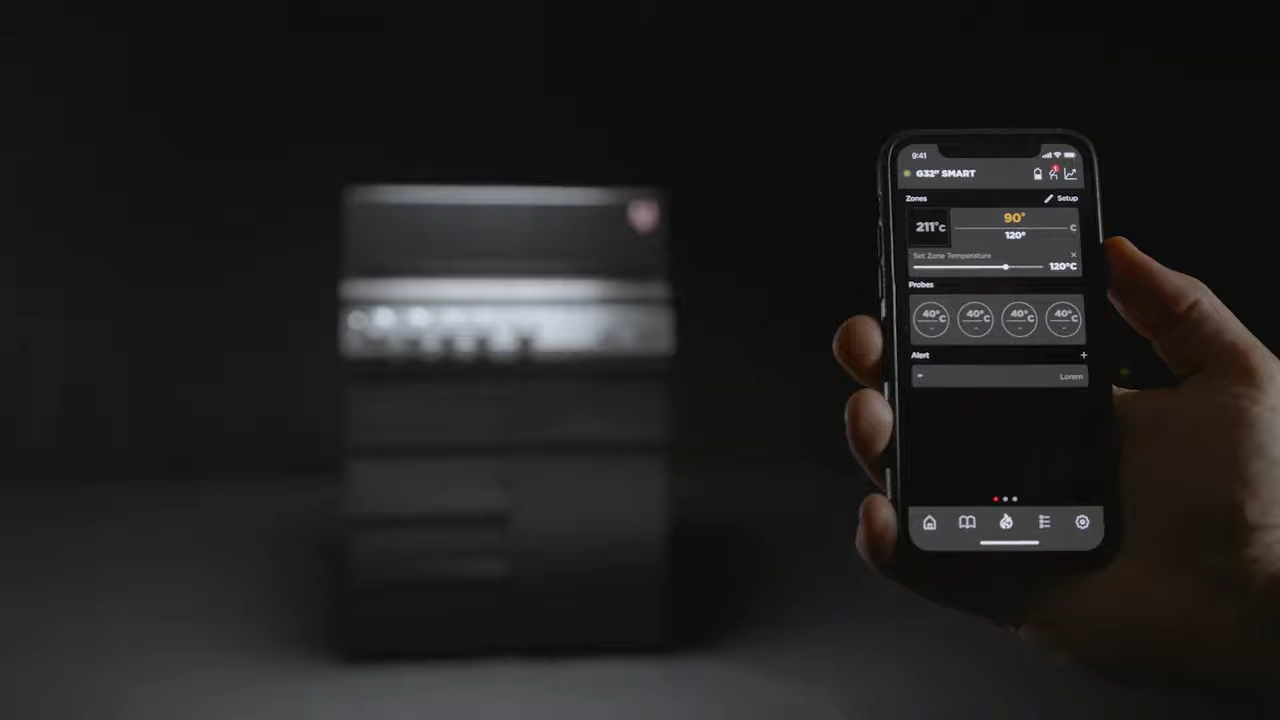 9:41
G32" SMART
1
Zones Setup
211°C 90° C
120°
Set Zone Temperature
120°C
Probes
40°C 40°C 40°C 40°C
Alert +
Lorem